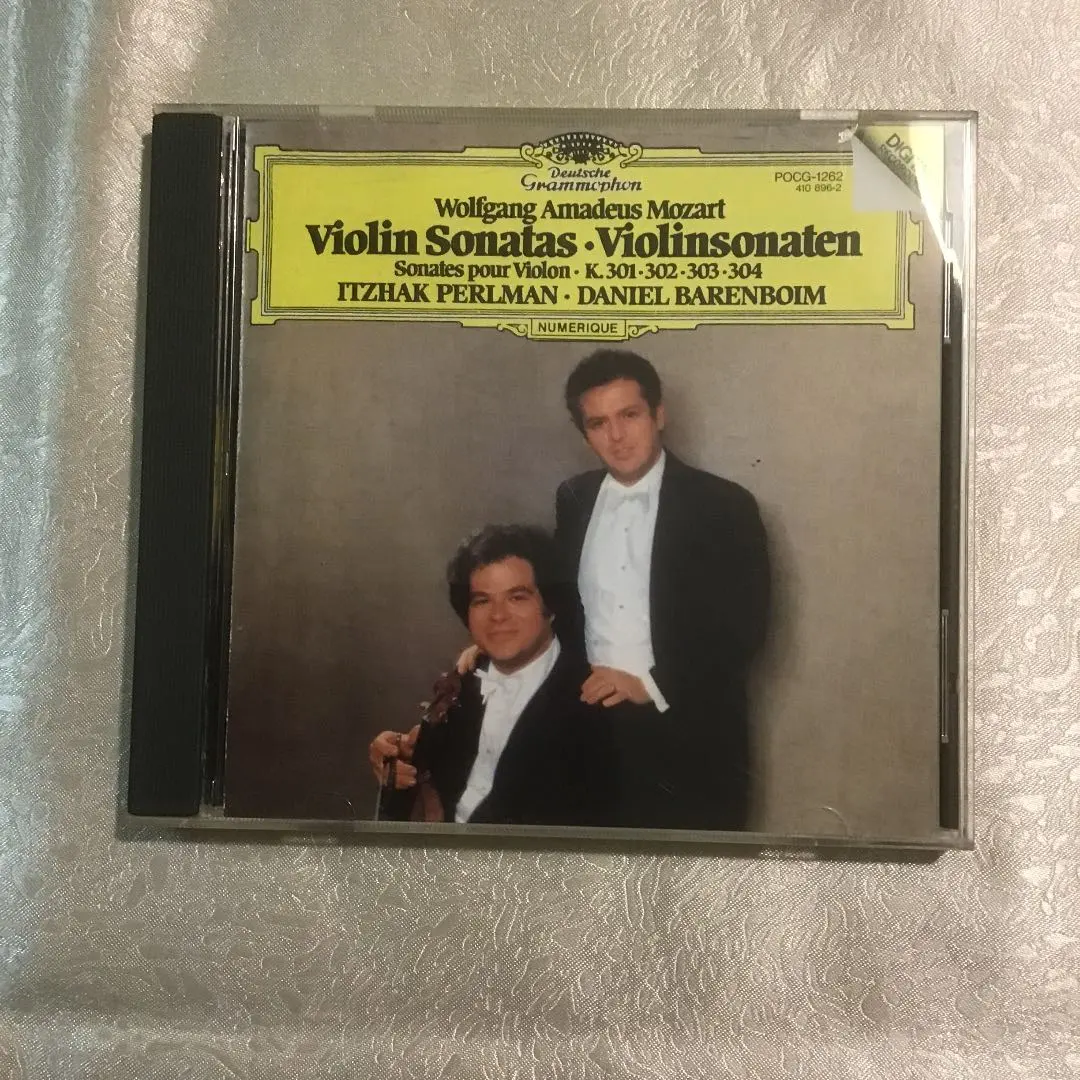 Deutsche
Grammophon
POCG-1262
410 896-2
Wolfgang Amadeus Mozart
Violin Sonatas · Violinsonaten
Sonates pour Violon · K. 301 · 302 · 303 · 304
ITZHAK PERLMAN · DANIEL BARENBOIM
NUMERIQUE